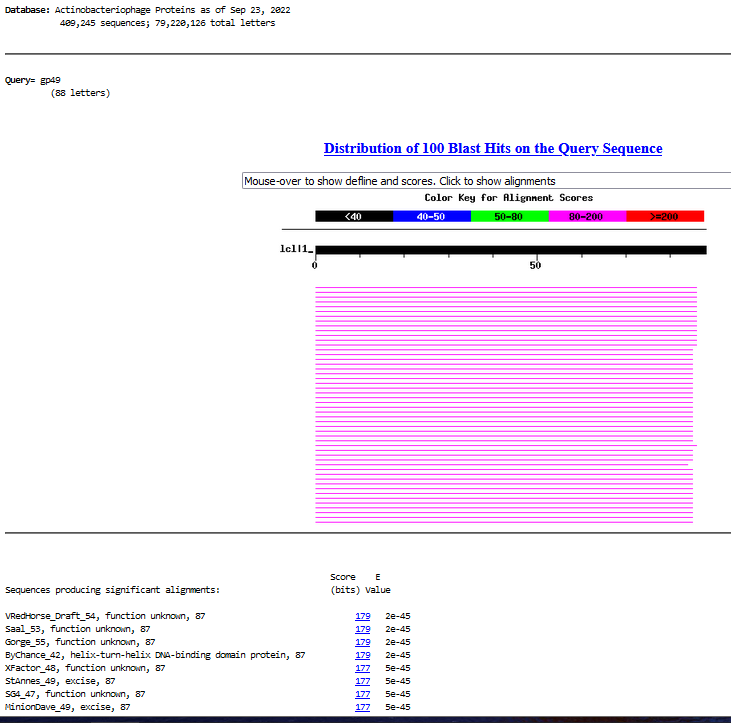 Database: Actinobacteriophage Proteins as of Sep 23, 2022
409,245 sequences; 79,220,126 total letters
Query= gp49
(88 letters)
Distribution of 100 Blast Hits on the Query Sequence
Mouse-over to show defline and scores. Click to show alignments
Color Key for Alignment Scores
<40 40-50 50-80 80-200 >=200
lcl|1_
0 50
Score E
Sequences producing significant alignments: (bits) Value
VRedHorse_Draft_54, function unknown, 87 179 2e-45
Saal_53, function unknown, 87 179 2e-45
Gorge_55, function unknown, 87 179 2e-45
ByChance_42, helix-turn-helix DNA-binding domain protein, 87 179 2e-45
XFactor_48, function unknown, 87 177 5e-45
StAnnes_49, excise, 87 177 5e-45
SG4_47, function unknown, 87 177 5e-45
MinionDave_49, excise, 87 177 5e-45